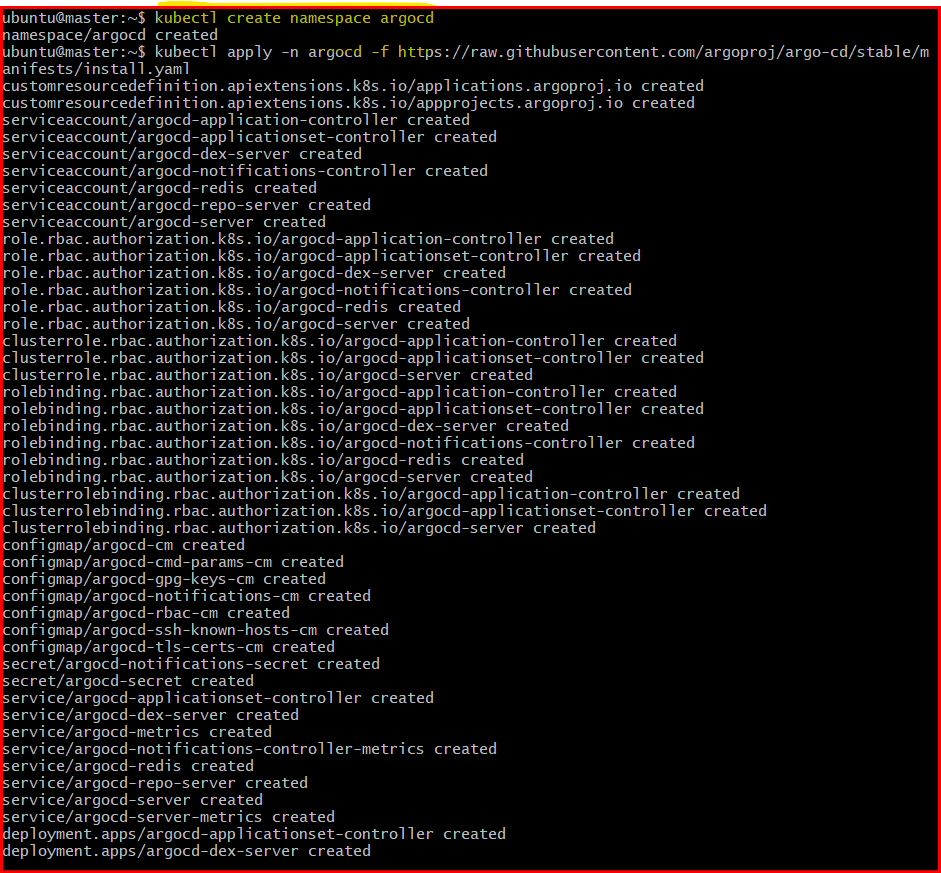 ubuntu@master:~$ kubectl create namespace argocd
namespace/argocd created
ubuntu@master:~$ kubectl apply -n argocd -f https://raw.githubusercontent.com/argoproj/argo-cd/stable/m
anifests/install.yaml
customresourcedefinition.apiextensions.k8s.io/applications.argoproj.io created
customresourcedefinition.apiextensions.k8s.io/appprojects.argoproj.io created
serviceaccount/argocd-application-controller created
serviceaccount/argocd-applicationset-controller created
serviceaccount/argocd-dex-server created
serviceaccount/argocd-notifications-controller created
serviceaccount/argocd-redis created
serviceaccount/argocd-repo-server created
serviceaccount/argocd-server created
role.rbac.authorization.k8s.io/argocd-application-controller created
role.rbac.authorization.k8s.io/argocd-applicationset-controller created
role.rbac.authorization.k8s.io/argocd-dex-server created
role.rbac.authorization.k8s.io/argocd-notifications-controller created
role.rbac.authorization.k8s.io/argocd-redis created
role.rbac.authorization.k8s.io/argocd-server created
clusterrole.rbac.authorization.k8s.io/argocd-application-controller created
clusterrole.rbac.authorization.k8s.io/argocd-applicationset-controller created
clusterrole.rbac.authorization.k8s.io/argocd-server created
rolebinding.rbac.authorization.k8s.io/argocd-application-controller created
rolebinding.rbac.authorization.k8s.io/argocd-applicationset-controller created
rolebinding.rbac.authorization.k8s.io/argocd-dex-server created
rolebinding.rbac.authorization.k8s.io/argocd-notifications-controller created
rolebinding.rbac.authorization.k8s.io/argocd-redis created
rolebinding.rbac.authorization.k8s.io/argocd-server created
clusterrolebinding.rbac.authorization.k8s.io/argocd-application-controller created
clusterrolebinding.rbac.authorization.k8s.io/argocd-applicationset-controller created
clusterrolebinding.rbac.authorization.k8s.io/argocd-server created
configmap/argocd-cm created
configmap/argocd-cmd-params-cm created
configmap/argocd-gpg-keys-cm created
configmap/argocd-notifications-cm created
configmap/argocd-rbac-cm created
configmap/argocd-ssh-known-hosts-cm created
configmap/argocd-tls-certs-cm created
secret/argocd-notifications-secret created
secret/argocd-secret created
service/argocd-applicationset-controller created
service/argocd-dex-server created
service/argocd-metrics created
service/argocd-notifications-controller-metrics created
service/argocd-redis created
service/argocd-repo-server created
service/argocd-server created
service/argocd-server-metrics created
deployment.apps/argocd-applicationset-controller created
deployment.apps/argocd-dex-server created